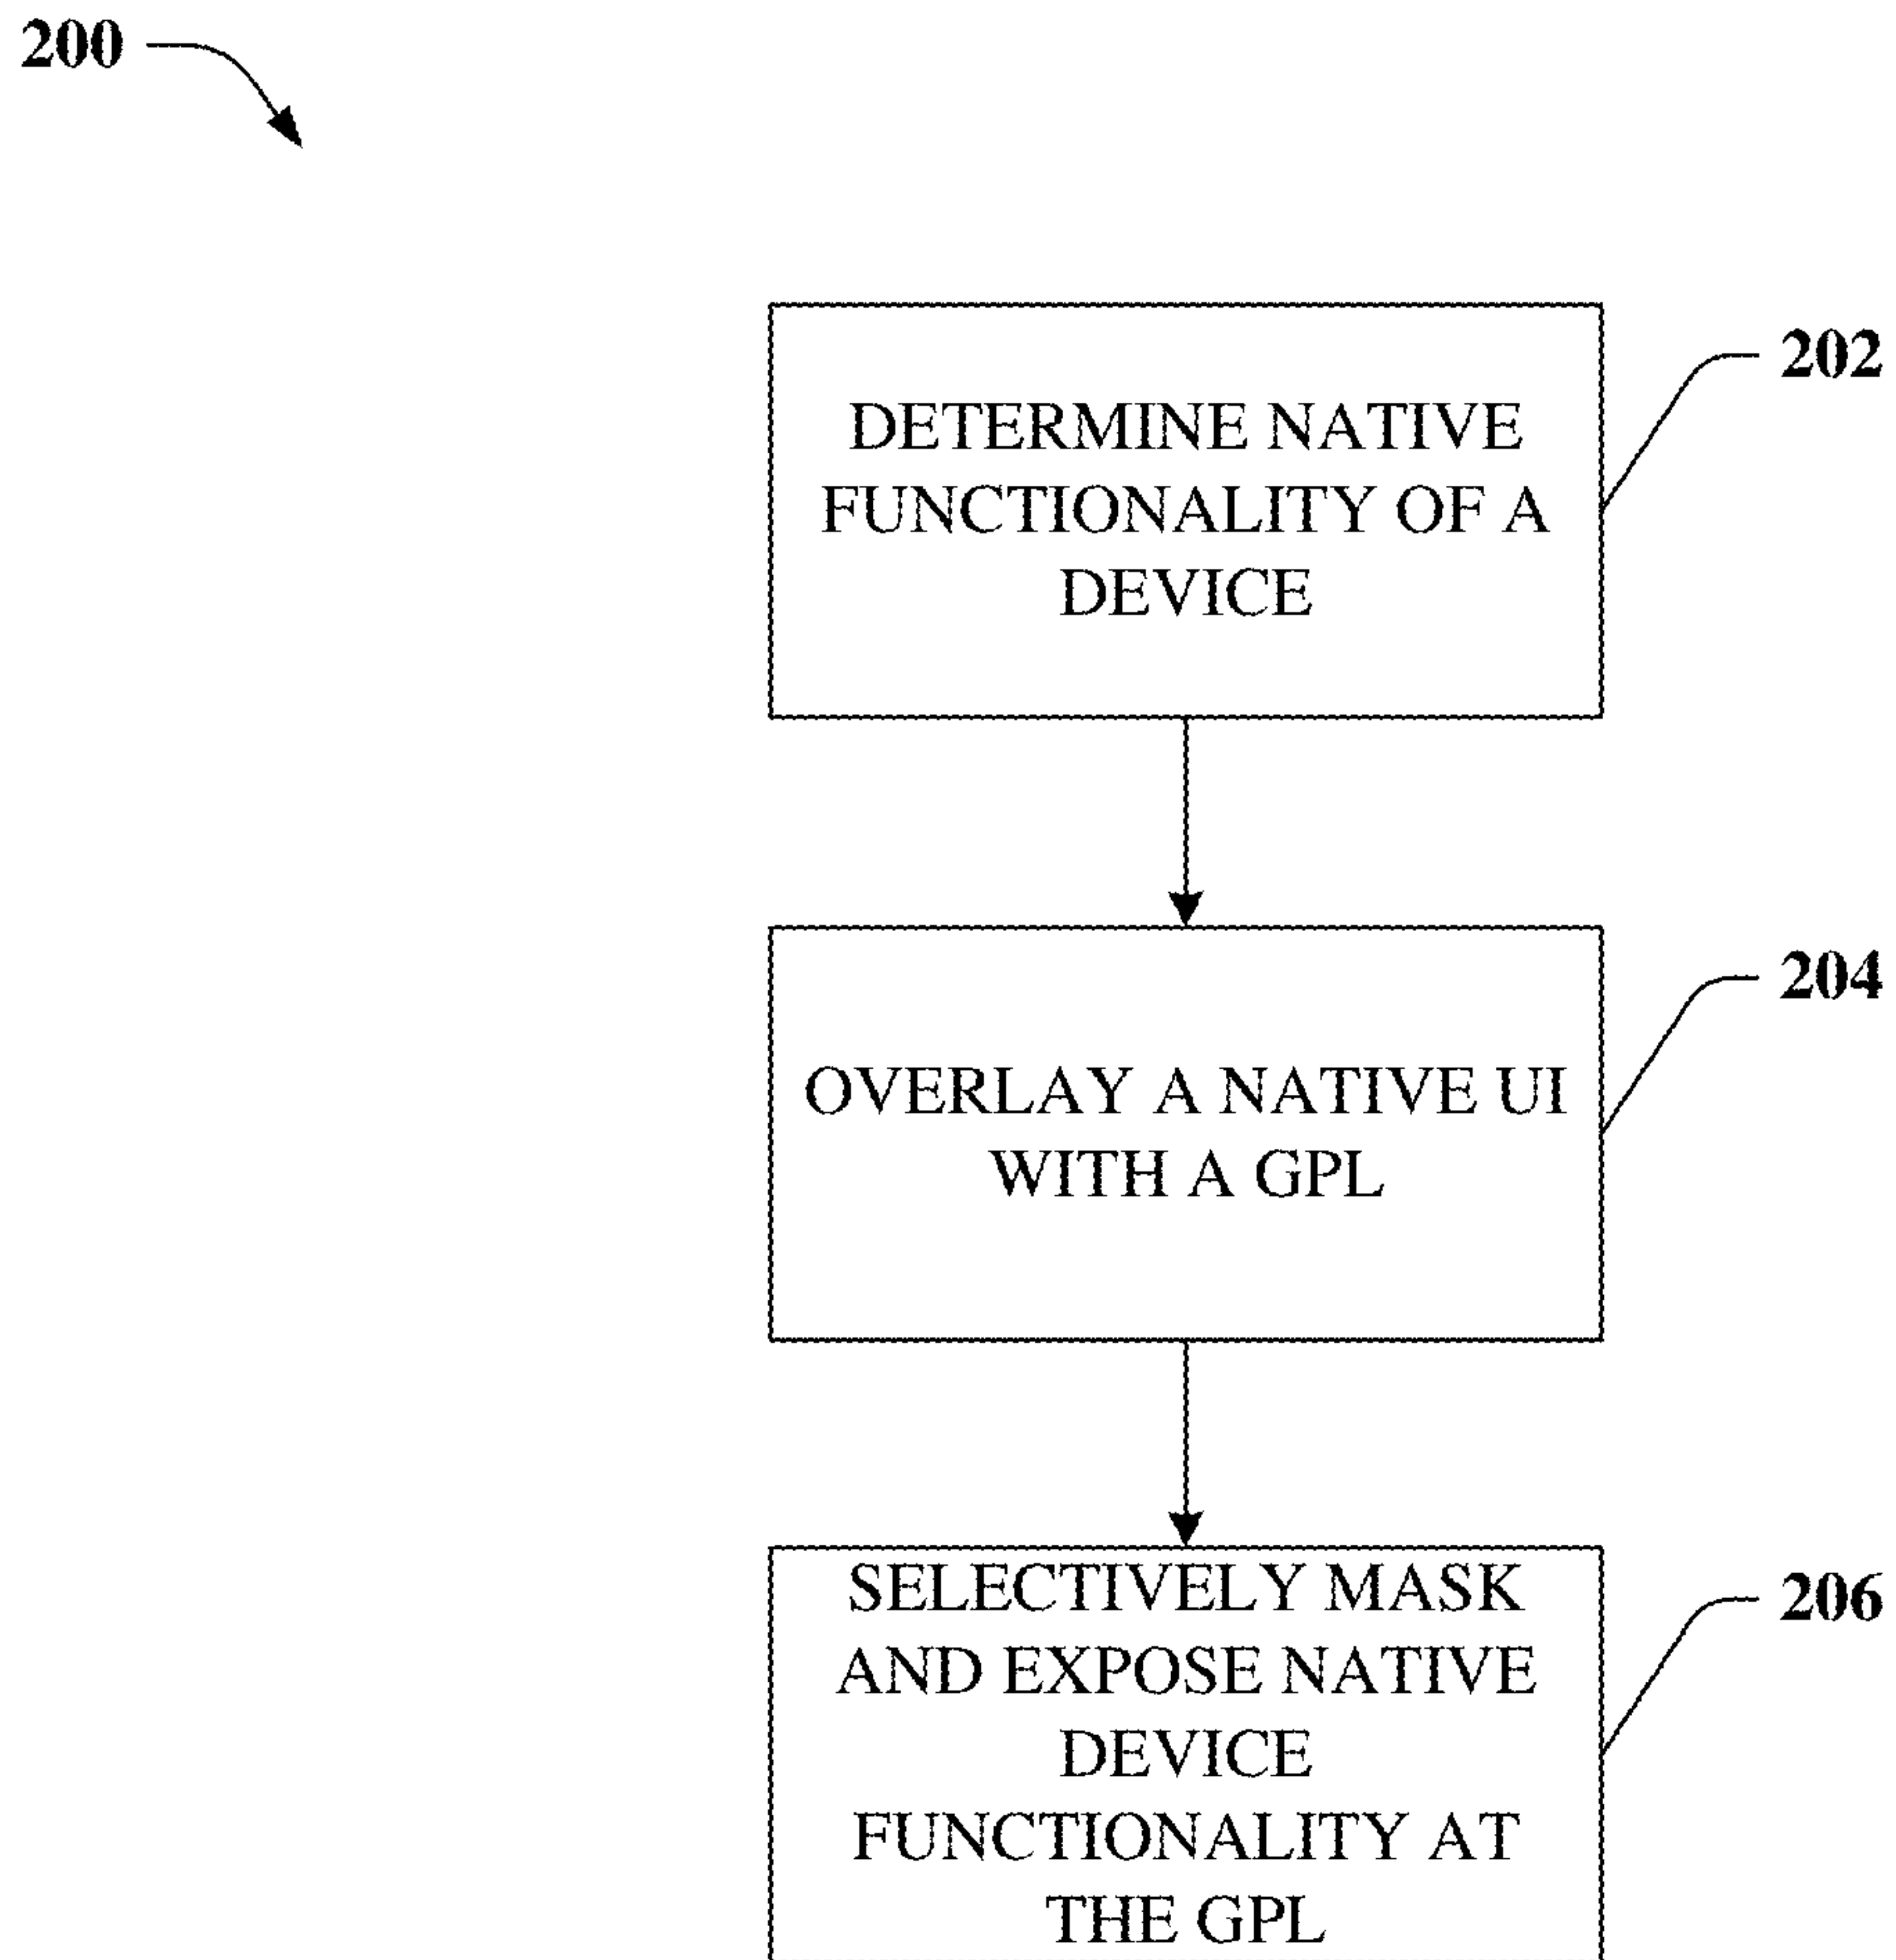 200
202
DETERMINE NATIVE
FUNCTIONALITY OF A
DEVICE
204
OVERLAY A NATIVE UI
WITH A GPL
206
SELECTIVELY MASK
AND EXPOSE NATIVE
DEVICE
FUNCTIONALITY AT
THE GPL